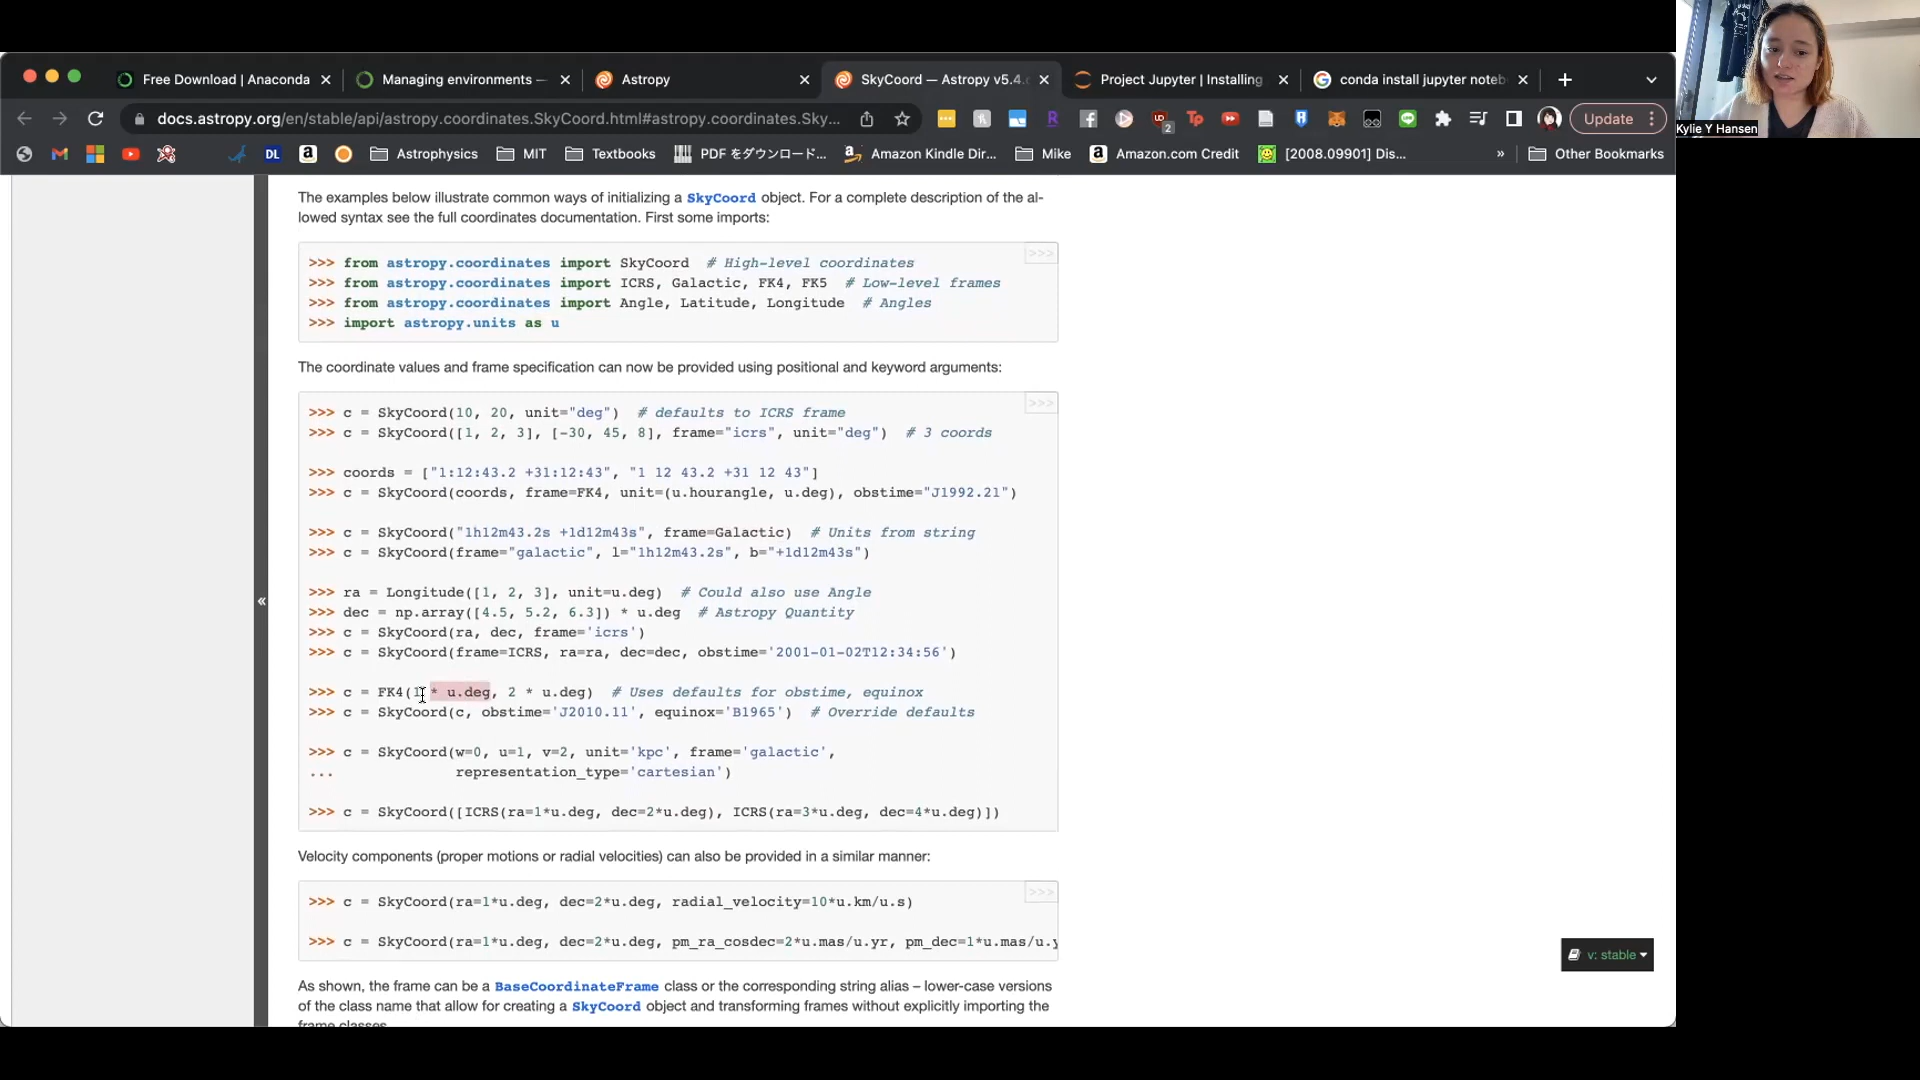 Free Download | Anaconda
Managing environments —
Astropy
SkyCoord — Astropy v5.4.
Project Jupyter | Installing
conda install jupyter noteb
docs.astropy.org/en/stable/api/astropy.coordinates.SkyCoord.html#astropy.coordinates.Sky...
2
Update
DL
Astrophysics
MIT
Textbooks
PDF をダウンロード...
Amazon Kindle Dir...
Mike
Amazon.com Credit
[2008.09901] Dis...
»
Other Bookmarks
Kylie Y Hansen
The examples below illustrate common ways of initializing a SkyCoord object. For a complete description of the al-
lowed syntax see the full coordinates documentation. First some imports:
>>>
>>> from astropy.coordinates import SkyCoord # High-level coordinates
>>> from astropy.coordinates import ICRS, Galactic, FK4, FK5 # Low-level frames
>>> from astropy.coordinates import Angle, Latitude, Longitude # Angles
>>> import astropy.units as u
The coordinate values and frame specification can now be provided using positional and keyword arguments:
>>>
>>> c = SkyCoord(10, 20, unit="deg") # defaults to ICRS frame
>>> c = SkyCoord([1, 2, 3], [-30, 45, 8], frame="icrs", unit="deg") # 3 coords
>>> coords = ["1:12:43.2 +31:12:43", "1 12 43.2 +31 12 43"]
>>> c = SkyCoord(coords, frame=FK4, unit=(u.hourangle, u.deg), obstime="J1992.21")
>>> c = SkyCoord("1h12m43.2s +1d12m43s", frame=Galactic) # Units from string
>>> c = SkyCoord(frame="galactic", l="1h12m43.2s", b="+1d12m43s")
>>> ra = Longitude([1, 2, 3], unit=u.deg) # Could also use Angle
>>> dec = np.array([4.5, 5.2, 6.3]) * u.deg # Astropy Quantity
>>> c = SkyCoord(ra, dec, frame='icrs')
>>> c = SkyCoord(frame=ICRS, ra=ra, dec=dec, obstime='2001-01-02T12:34:56')
>>> c = FK4(1 * u.deg, 2 * u.deg) # Uses defaults for obstime, equinox
>>> c = SkyCoord(c, obstime='J2010.11', equinox='B1965') # Override defaults
>>> c = SkyCoord(w=0, u=1, v=2, unit='kpc', frame='galactic',
... representation_type='cartesian')
>>> c = SkyCoord([ICRS(ra=1*u.deg, dec=2*u.deg), ICRS(ra=3*u.deg, dec=4*u.deg)])
«
Velocity components (proper motions or radial velocities) can also be provided in a similar manner:
>>>
>>> c = SkyCoord(ra=1*u.deg, dec=2*u.deg, radial_velocity=10*u.km/u.s)
>>> c = SkyCoord(ra=1*u.deg, dec=2*u.deg, pm_ra_cosdec=2*u.mas/u.yr, pm_dec=1*u.mas/u.y
v: stable
As shown, the frame can be a BaseCoordinateFrame class or the corresponding string alias – lower-case versions
of the class name that allow for creating a SkyCoord object and transforming frames without explicitly importing the
frame classes.